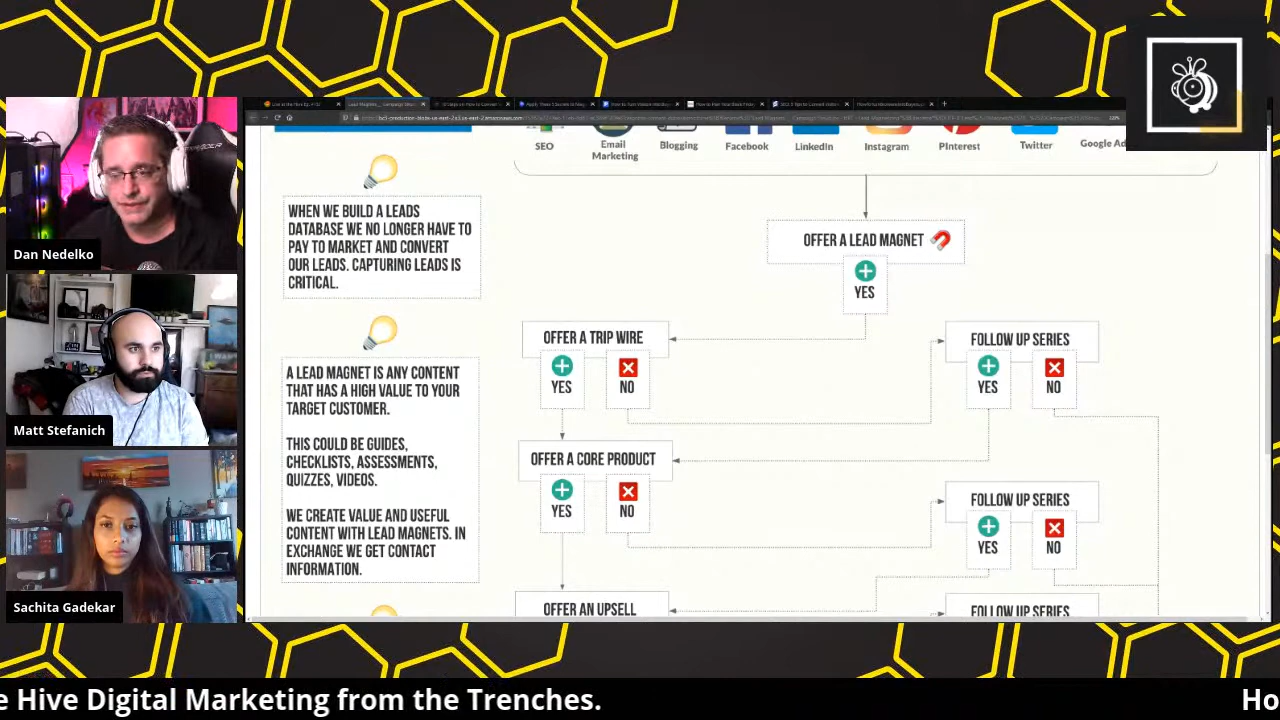 SEO
Email
Marketing
Blogging
Facebook
LinkedIn
Instagram
PInterest
Twitter
Google Ad
WHEN WE BUILD A LEADS
DATABASE WE NO LONGER HAVE TO
PAY TO MARKET AND CONVERT
OUR LEADS. CAPTURING LEADS IS
CRITICAL.
OFFER A LEAD MAGNET
YES
OFFER A TRIP WIRE
YES
NO
FOLLOW UP SERIES
YES
NO
A LEAD MAGNET IS ANY CONTENT
THAT HAS A HIGH VALUE TO YOUR
TARGET CUSTOMER.
THIS COULD BE GUIDES,
CHECKLISTS, ASSESSMENTS,
QUIZZES, VIDEOS.
WE CREATE VALUE AND USEFUL
CONTENT WITH LEAD MAGNETS. IN
EXCHANGE WE GET CONTACT
INFORMATION.
OFFER A CORE PRODUCT
YES
NO
FOLLOW UP SERIES
YES
NO
OFFER AN UPSELL
FOLLOW UP SERIES
Dan Nedelko
Matt Stefanich
Sachita Gadekar
e Hive Digital Marketing from the Trenches.
Ho